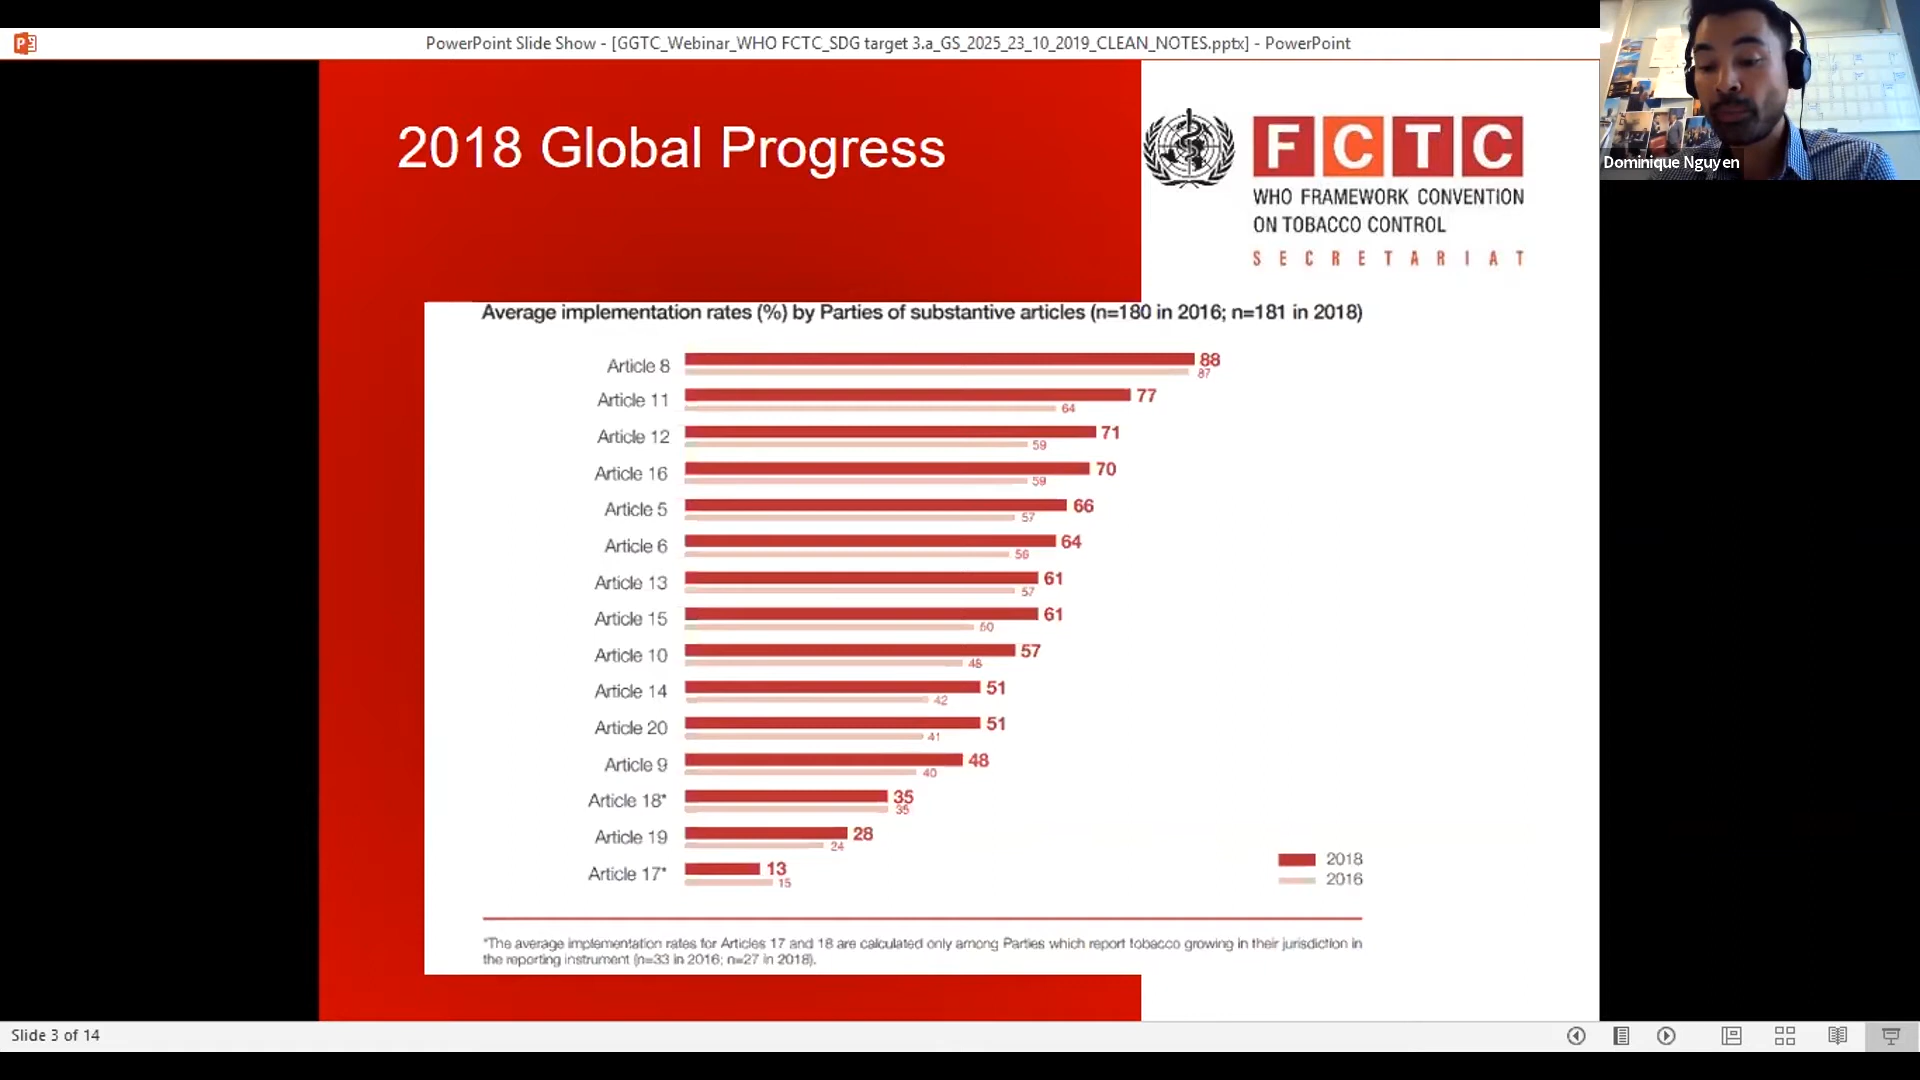 PowerPoint Slide Show - [GGTC_Webinar_WHO FCTC_SDG target 3.a_GS_2025_23_10_2019_CLEAN_NOTES.pptx] - PowerPoint
Dominique Nguyen
2018 Global Progress
FCTC
WHO FRAMEWORK CONVENTION
ON TOBACCO CONTROL
SECRETARIAT
Average implementation rates (%) by Parties of substantive articles (n=180 in 2016; n=181 in 2018)
Article 8 88
87
Article 11 77
64
Article 12 71
59
Article 16 70
59
Article 5 66
57
Article 6 64
56
Article 13 61
57
Article 15 61
50
Article 10 57
48
Article 14 51
42
Article 20 51
41
Article 9 48
40
Article 18* 35
35
Article 19 28
24
Article 17* 13
15
2018
2016
*The average implementation rates for Articles 17 and 18 are calculated only among Parties which report tobacco growing in their jurisdiction in
the reporting instrument (n=33 in 2016; n=27 in 2018).
Slide 3 of 14